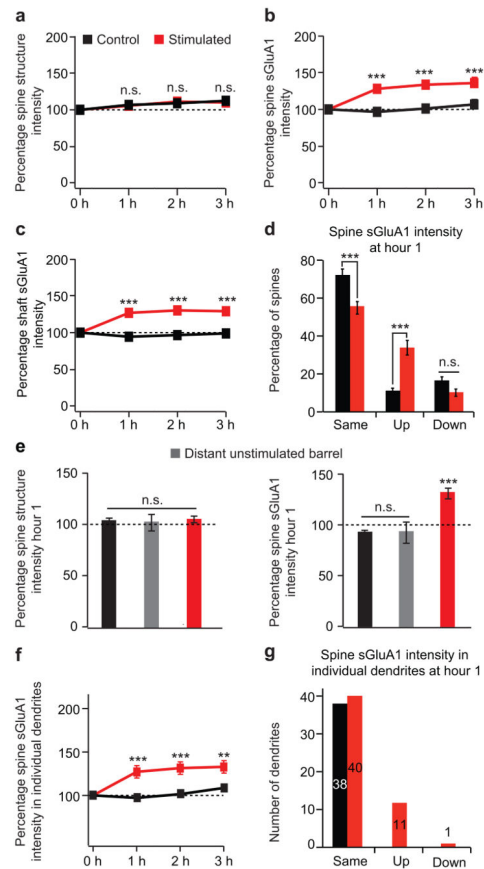 a
Control
Stimulated
Percentage spine structure
intensity
200
150
100
50
0
n.s.
n.s.
n.s.
0 h
1 h
2 h
3 h
b
Percentage spine sGluA1
intensity
200
150
100
50
0
***
***
***
0 h
1 h
2 h
3 h
c
Percentage shaft sGluA1
intensity
200
150
100
50
0
***
***
***
0 h
1 h
2 h
3 h
d
Spine sGluA1 intensity
at hour 1
Percentage of spines
80
60
40
20
0
***
***
n.s.
Same
Up
Down
e
Distant unstimulated barrel
Percentage spine structure
intensity hour 1
150
100
50
0
n.s.
Percentage spine sGluA1
intensity hour 1
150
100
50
0
n.s.
***
f
Percentage spine sGluA1
intensity in individual dendrites
200
150
100
50
0
***
***
**
0 h
1 h
2 h
3 h
g
Spine sGluA1 intensity in
individual dendrites at hour 1
Number of dendrites
40
30
20
10
0
38
40
11
1
Same
Up
Down